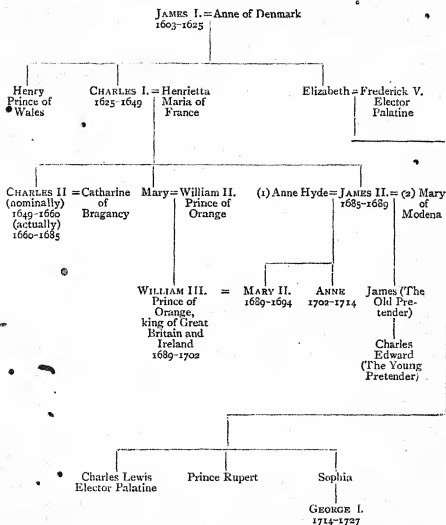 JAMES I. = Anne of Denmark
1603-1625
Henry
Prince of
Wales
CHARLES I. = Henrietta
1625-1649 Maria of
France
Elizabeth = Frederick V.
Elector
Palatine
CHARLES II = Catharine
(nominally) of
1649-1660 Bragancy
(actually)
1660-1685
Mary = William II.
Prince of
Orange
(1) Anne Hyde = JAMES II. = (2) Mary
1685-1689 of
Modena
WILLIAM III. = MARY II.
Prince of 1689-1694
Orange,
king of Great
Britain and
Ireland
1689-1702
ANNE
1702-1714
James (The
Old Pre-
tender)
Charles
Edward
(The Young
Pretender)
Charles Lewis
Elector Palatine
Prince Rupert
Sophia
GEORGE I.
1714-1727